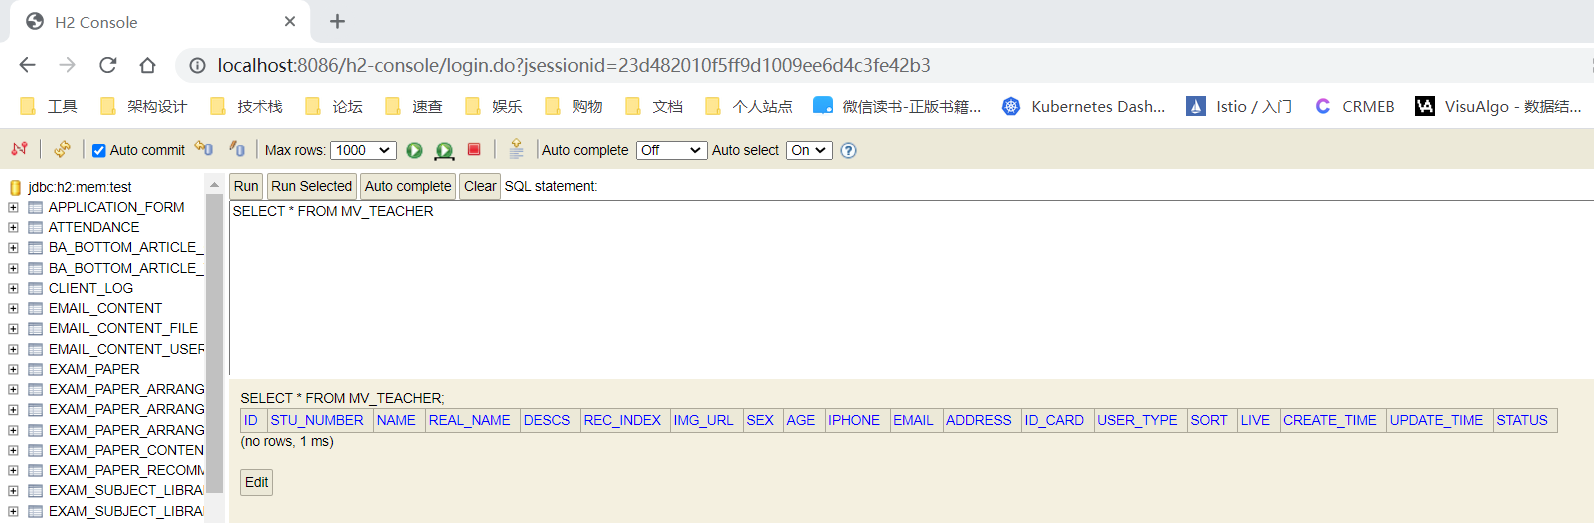 H2 Console
localhost:8086/h2-console/login.do?jsessionid=23d482010f5ff9d1009ee6d4c3fe42b3
工具 架构设计 技术栈 论坛 速查 娱乐 购物 文档 个人站点 微信读书-正版书籍... Kubernetes Dash... Istio / 入门 CRMEB VisuAlgo - 数据结...
Auto commit Max rows: 1000 Auto complete Off Auto select On
jdbc:h2:mem:test
APPLICATION_FORM
ATTENDANCE
BA_BOTTOM_ARTICLE_
BA_BOTTOM_ARTICLE_
CLIENT_LOG
EMAIL_CONTENT
EMAIL_CONTENT_FILE
EMAIL_CONTENT_USER
EXAM_PAPER
EXAM_PAPER_ARRANG
EXAM_PAPER_ARRANG
EXAM_PAPER_ARRANG
EXAM_PAPER_CONTEN
EXAM_PAPER_RECOMM
EXAM_SUBJECT_LIBRA
EXAM_SUBJECT_LIBRA
Run Run Selected Auto complete Clear SQL statement:
SELECT * FROM MV_TEACHER
SELECT * FROM MV_TEACHER;
ID STU_NUMBER NAME REAL_NAME DESCS REC_INDEX IMG_URL SEX AGE IPHONE EMAIL ADDRESS ID_CARD USER_TYPE SORT LIVE CREATE_TIME UPDATE_TIME STATUS
(no rows, 1 ms)
Edit